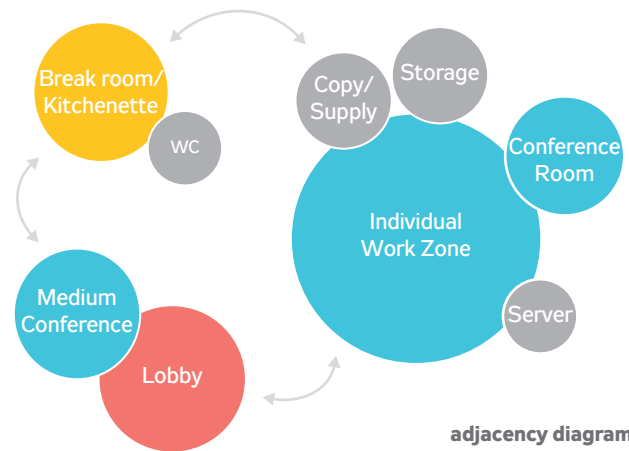 Break room/
Kitchenette
WC
Copy/
Supply
Storage
Conference
Room
Individual
Work Zone
Server
Medium
Conference
Lobby
adjacency diagram